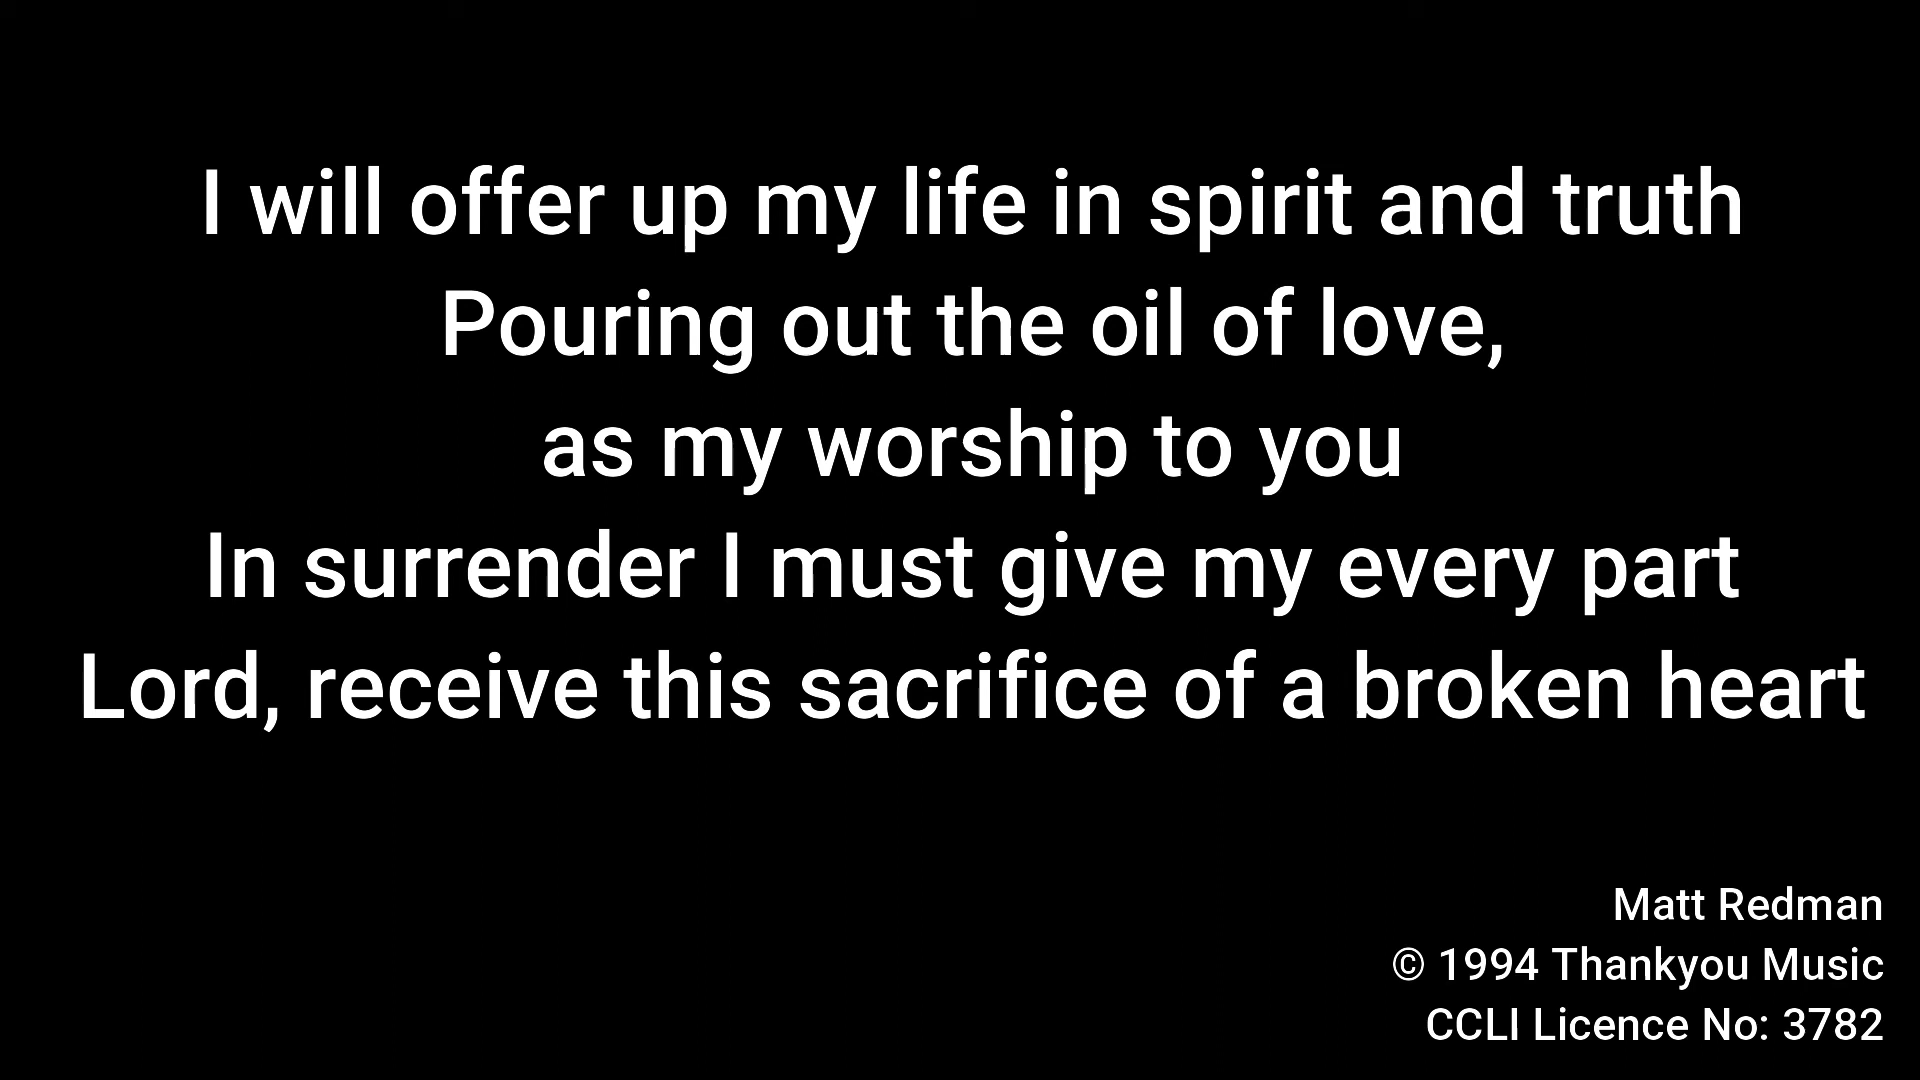 I will offer up my life in spirit and truth
Pouring out the oil of love,
as my worship to you
In surrender I must give my every part
Lord, receive this sacrifice of a broken heart
Matt Redman
© 1994 Thankyou Music
CCLI Licence No: 3782